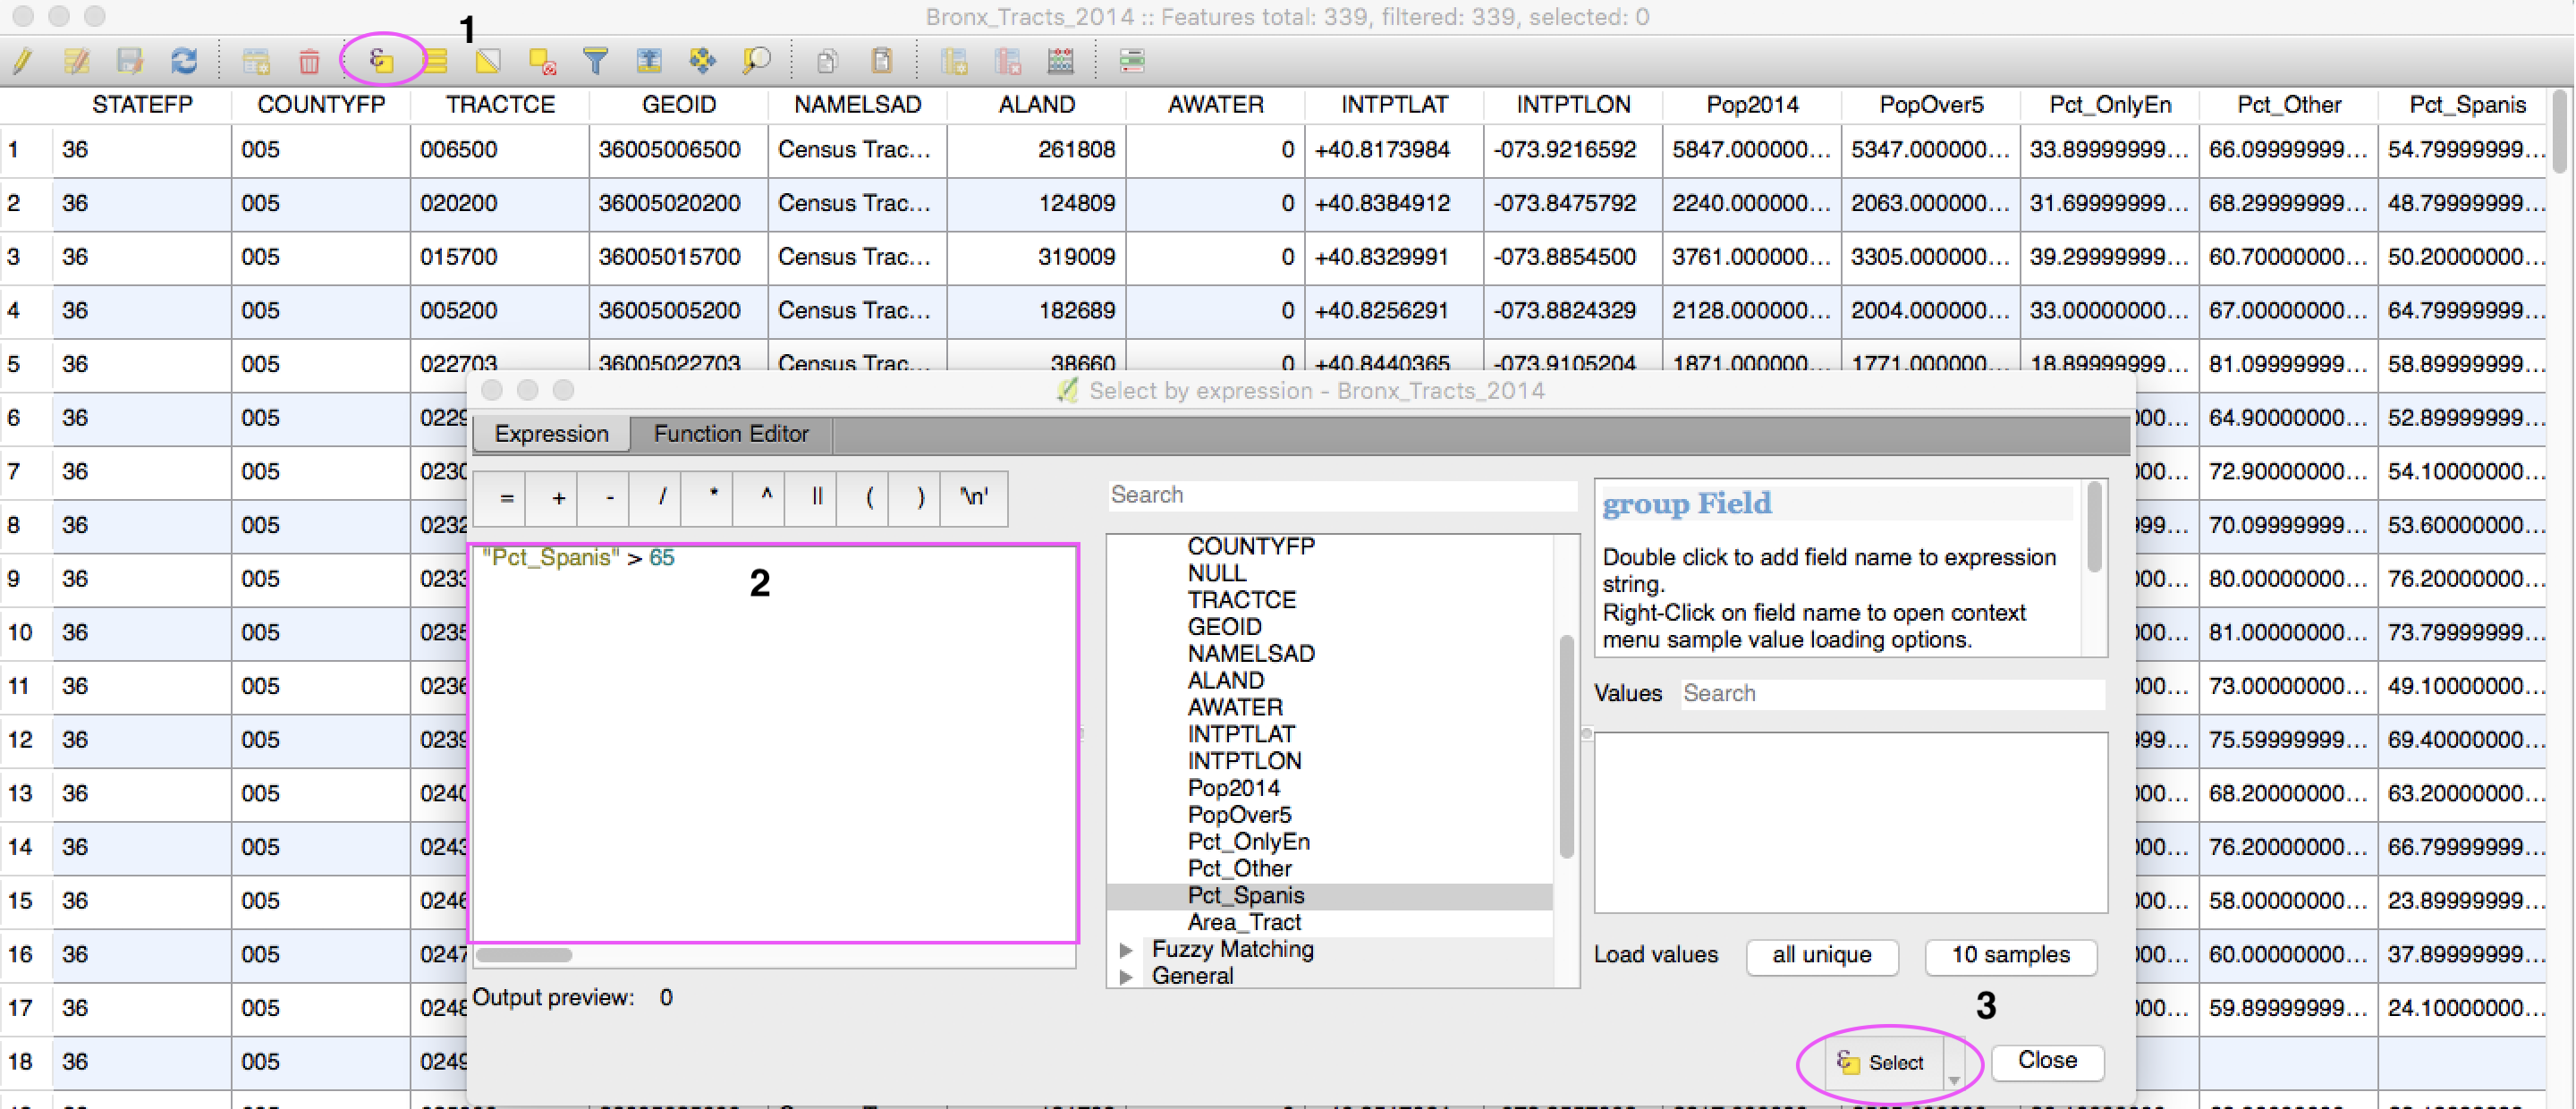 Bronx_Tracts_2014 :: Features total: 339, filtered: 339, selected: 0
1
STATEFP COUNTYFP TRACTCE GEOID NAMELSAD ALAND AWATER INTPTLAT INTPTLON Pop2014 PopOver5 Pct_OnlyEn Pct_Other Pct_Spanis
1 36 005 006500 36005006500 Census Trac... 261808 0 +40.8173984 -073.9216592 5847.000000... 5347.000000... 33.89999999... 66.09999999... 54.79999999...
2 36 005 020200 36005020200 Census Trac... 124809 0 +40.8384912 -073.8475792 2240.000000... 2063.000000... 31.69999999... 68.29999999... 48.79999999...
3 36 005 015700 36005015700 Census Trac... 319009 0 +40.8329991 -073.8854500 3761.000000... 3305.000000... 39.29999999... 60.70000000... 50.20000000...
4 36 005 005200 36005005200 Census Trac... 182689 0 +40.8256291 -073.8824329 2128.000000... 2004.000000... 33.00000000... 67.00000000... 64.79999999...
5 36 005 022703 36005022703 Census Trac... 38660 0 +40.8440365 -073.9105204 1871.000000... 1771.000000... 18.89999999... 81.09999999... 58.89999999...
Select by expression - Bronx_Tracts_2014
6 36 005 0229 00... 64.90000000... 52.89999999...
Expression Function Editor
7 36 005 0230 00... 72.90000000... 54.10000000...
= + - / * ^ || ( ) '\n'
Search
group Field
8 36 005 0232 99... 70.09999999... 53.60000000...
"Pct_Spanis" > 65
2
COUNTYFP
NULL
TRACTCE
GEOID
NAMELSAD
ALAND
AWATER
INTPTLAT
INTPTLON
Pop2014
PopOver5
Pct_OnlyEn
Pct_Other
Pct_Spanis
Area_Tract
Fuzzy Matching
General
Double click to add field name to expression
string.
Right-Click on field name to open context
menu sample value loading options.
Values Search
9 36 005 0233 00... 80.00000000... 76.20000000...
10 36 005 0235 00... 81.00000000... 73.79999999...
11 36 005 0236 00... 73.00000000... 49.10000000...
12 36 005 0239 99... 75.59999999... 69.40000000...
13 36 005 0240 00... 68.20000000... 63.20000000...
14 36 005 0243 00... 76.20000000... 66.79999999...
15 36 005 0246 00... 58.00000000... 23.89999999...
16 36 005 0247 00... 60.00000000... 37.89999999...
Load values all unique 10 samples
Output preview: 0
17 36 005 0248 00... 59.89999999... 24.10000000...
3
18 36 005 0249
Select Close